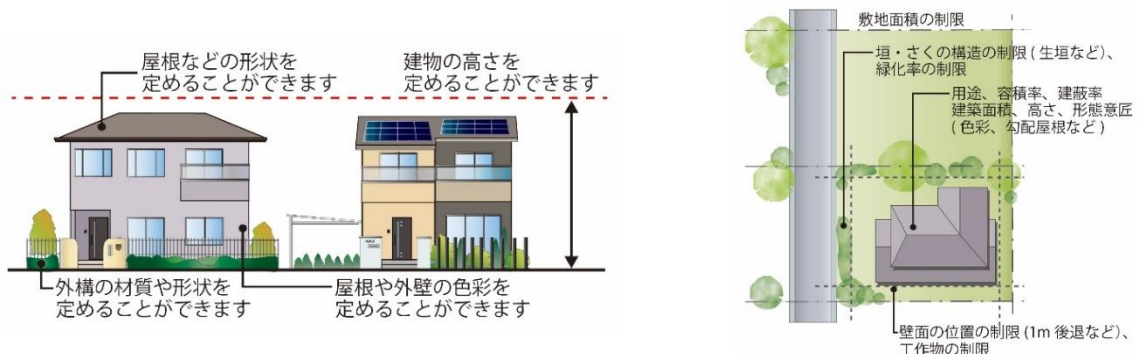 屋根などの形状を
定めることができます
建物の高さを
定めることができます
外構の材質や形状を
定めることができます
屋根や外壁の色彩を
定めることができます
敷地面積の制限
垣・さくの構造の制限(生垣など)、
緑化率の制限
用途、容積率、建蔽率
建築面積、高さ、形態意匠
(色彩、勾配屋根など)
壁面の位置の制限(1m 後退など)、
工作物の制限